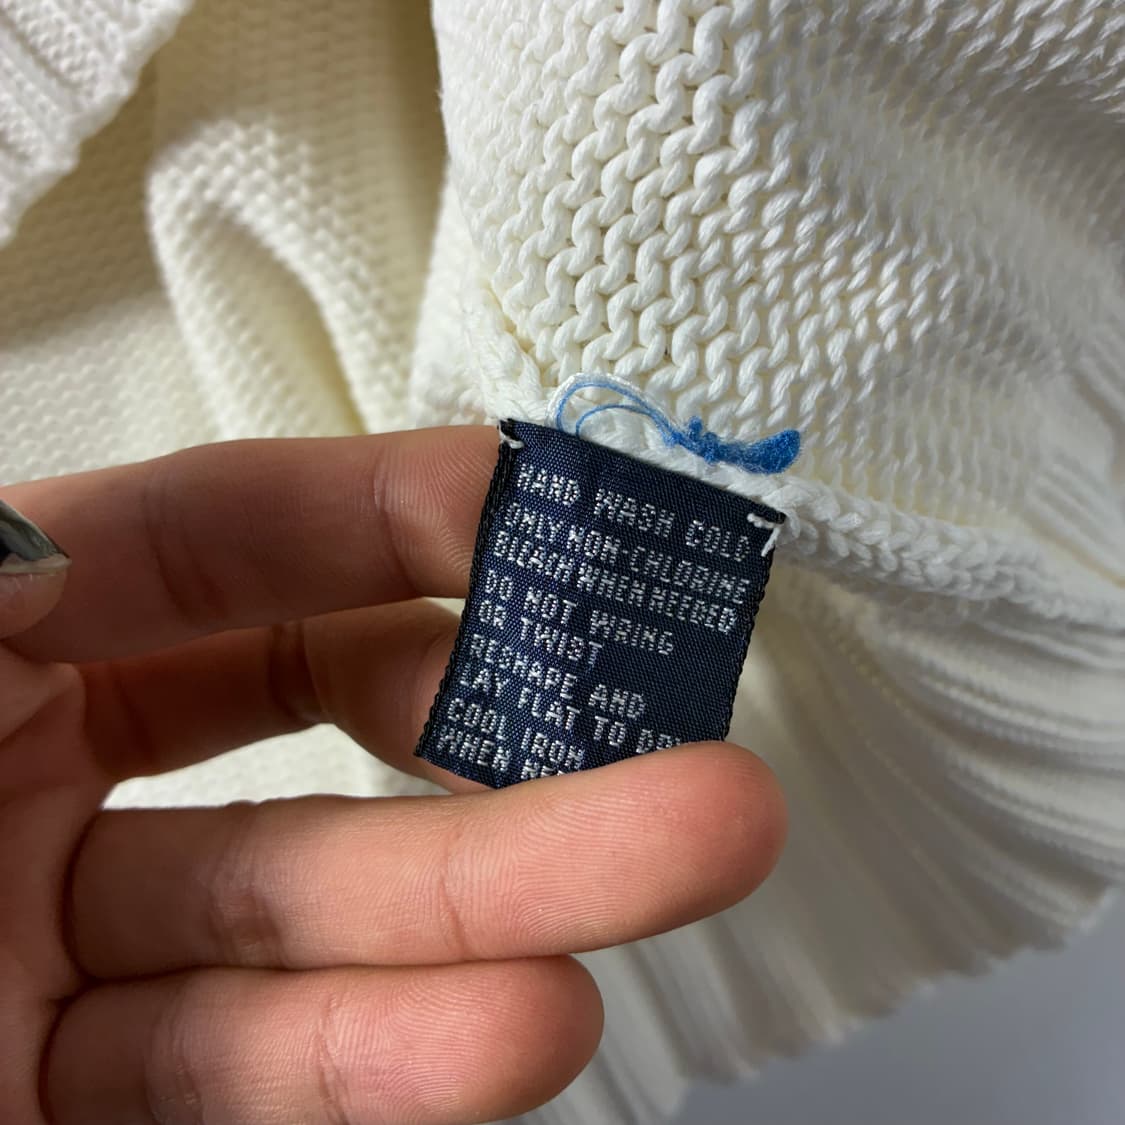 HAND WASH COLD
ONLY NON-CHLORINE
BLEACH WHEN NEEDED
DO NOT WRING
OR TWIST
RESHAPE AND
LAY FLAT TO
COOL IRON
WHEN